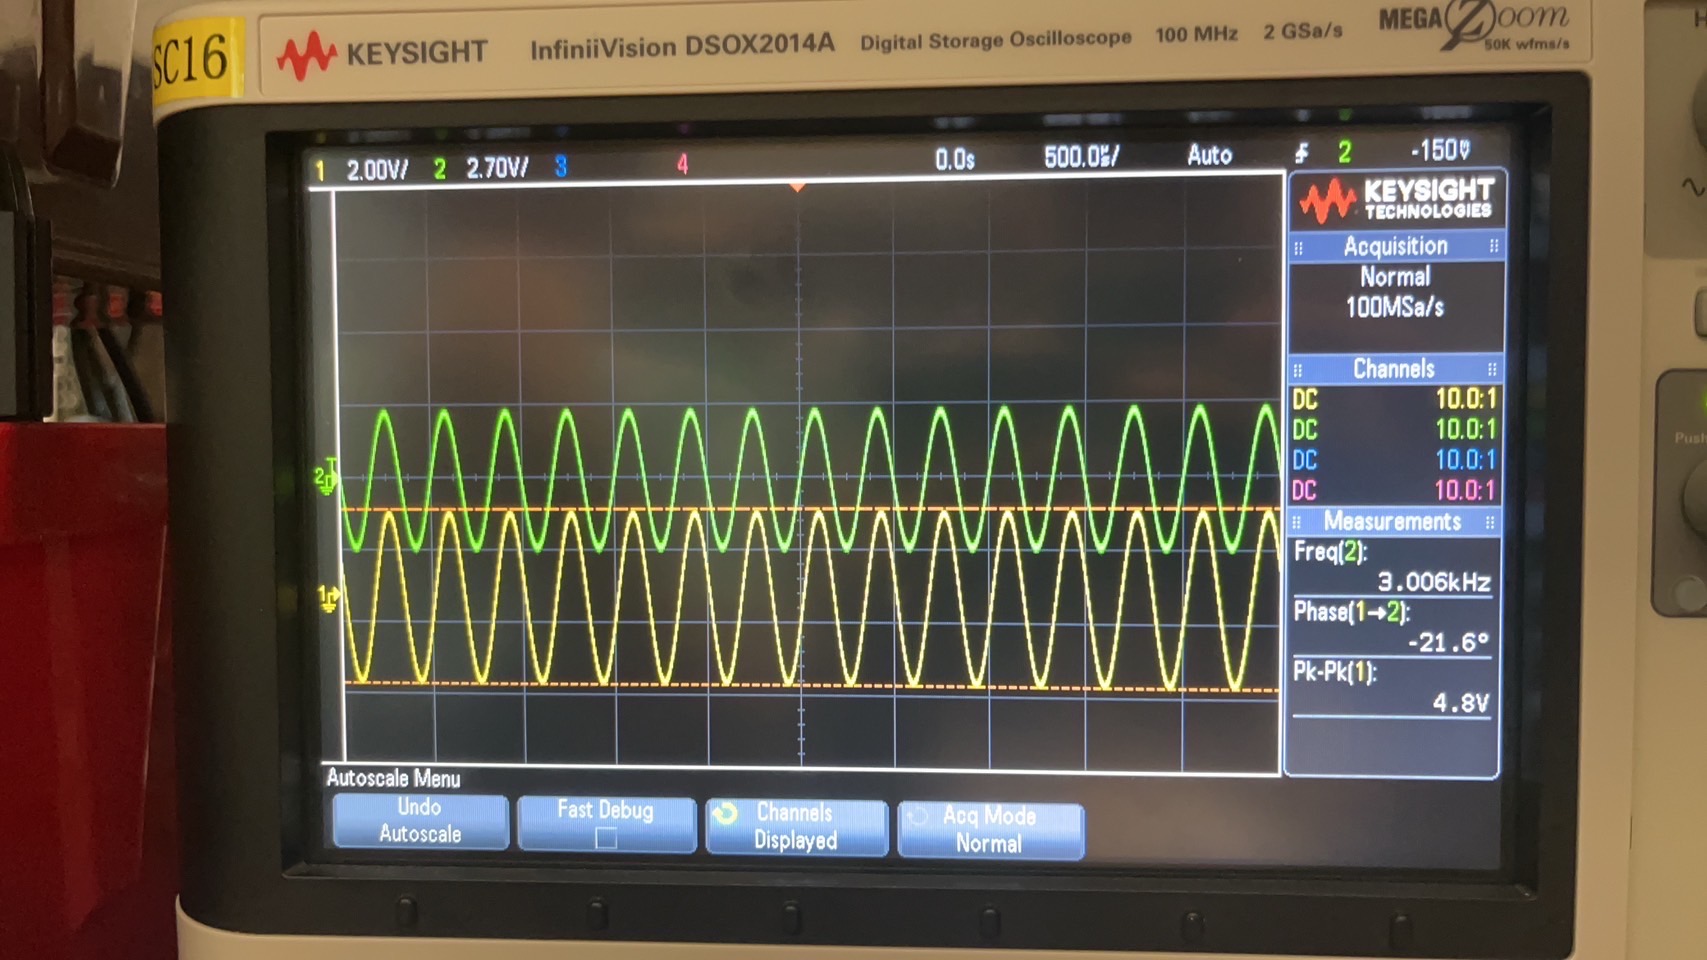 SC16
KEYSIGHT InfiniiVision DSOX2014A Digital Storage Oscilloscope 100 MHz 2 GSa/s MEGA Zoom
50K wfms/s
1 2.00V/ 2 2.70V/ 3 4 0.0s 500.0us/ Auto 2 -150V
KEYSIGHT
TECHNOLOGIES
Acquisition
Normal
100MSa/s
Channels
DC 10.0:1
DC 10.0:1
DC 10.0:1
DC 10.0:1
Measurements
Freq(2):
3.006kHz
Phase(1→2):
-21.6°
Pk-Pk(1):
4.8V
2
1
Autoscale Menu
Undo
Autoscale
Fast Debug
Channels
Displayed
Acq Mode
Normal
Push